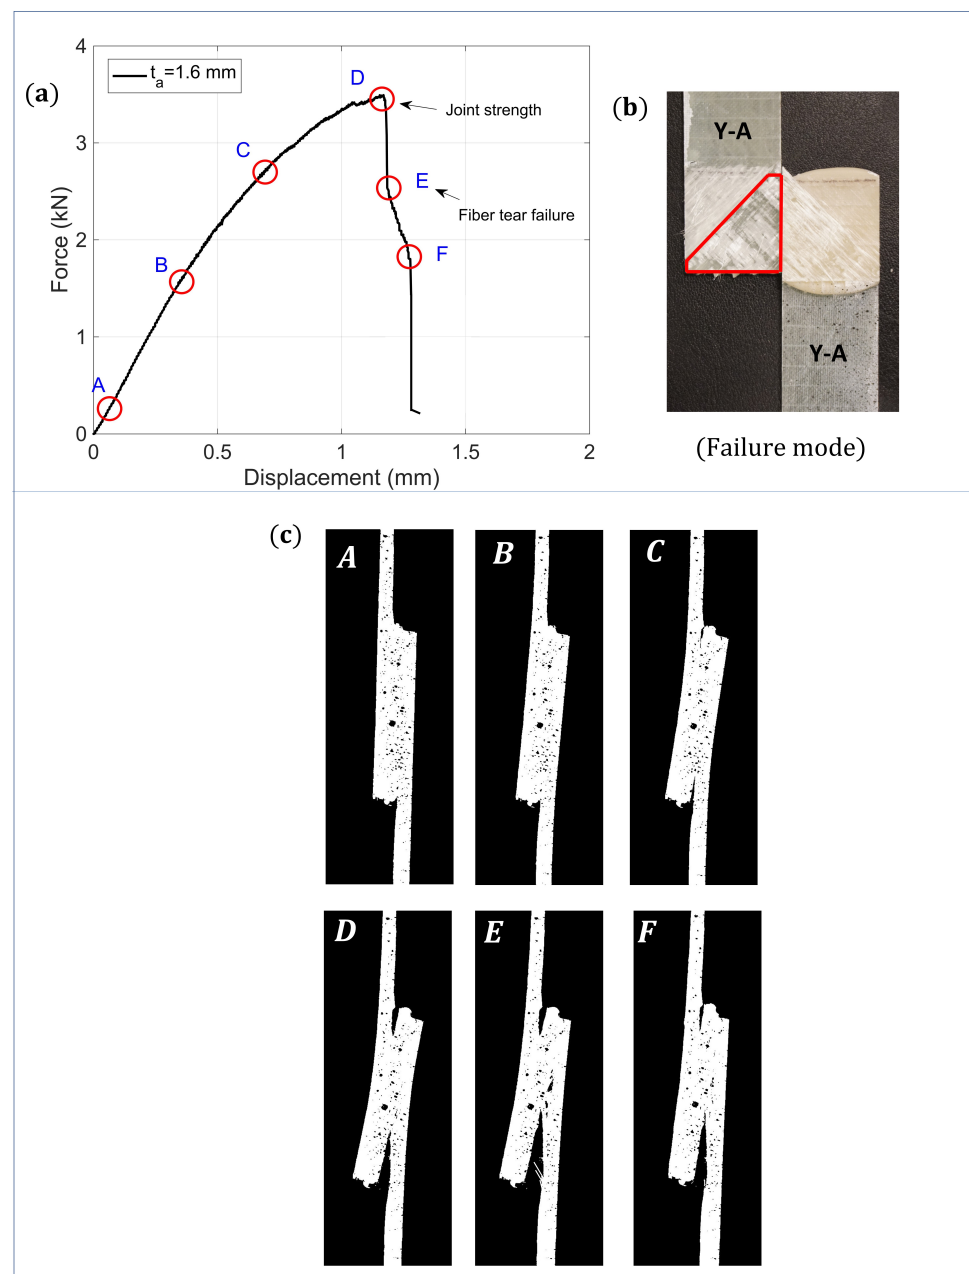 (a)
4
3
2
1
0
Force (kN)
t_a=1.6 mm
A
B
C
D
E
F
Joint strength
Fiber tear failure
0
0.5
1
1.5
2
Displacement (mm)
(b)
Y-A
Y-A
(Failure mode)
(c)
A
B
C
D
E
F